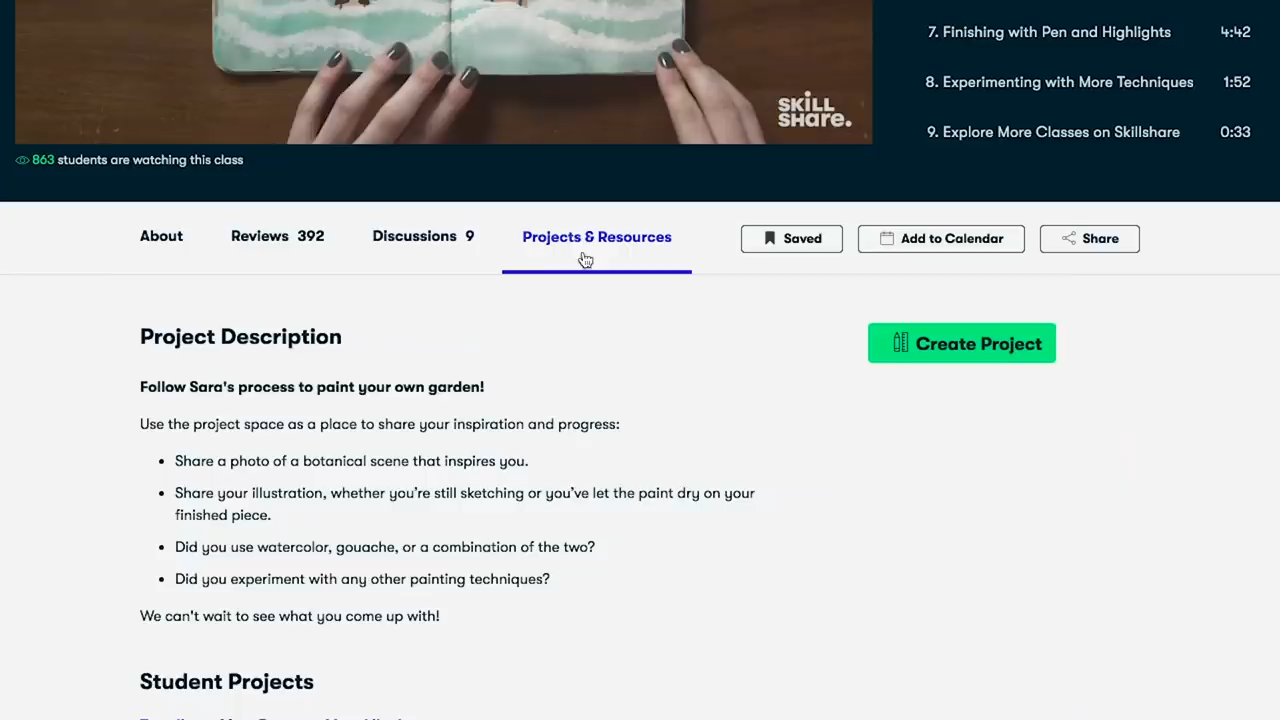 7. Finishing with Pen and Highlights 4:42
8. Experimenting with More Techniques 1:52
9. Explore More Classes on Skillshare 0:33
SKILL
SHARE.
863 students are watching this class
About Reviews 392 Discussions 9 Projects & Resources Saved Add to Calendar Share
Project Description
Create Project
Follow Sara's process to paint your own garden!
Use the project space as a place to share your inspiration and progress:
• Share a photo of a botanical scene that inspires you.
• Share your illustration, whether you're still sketching or you've let the paint dry on your
finished piece.
• Did you use watercolor, gouache, or a combination of the two?
• Did you experiment with any other painting techniques?
We can't wait to see what you come up with!
Student Projects